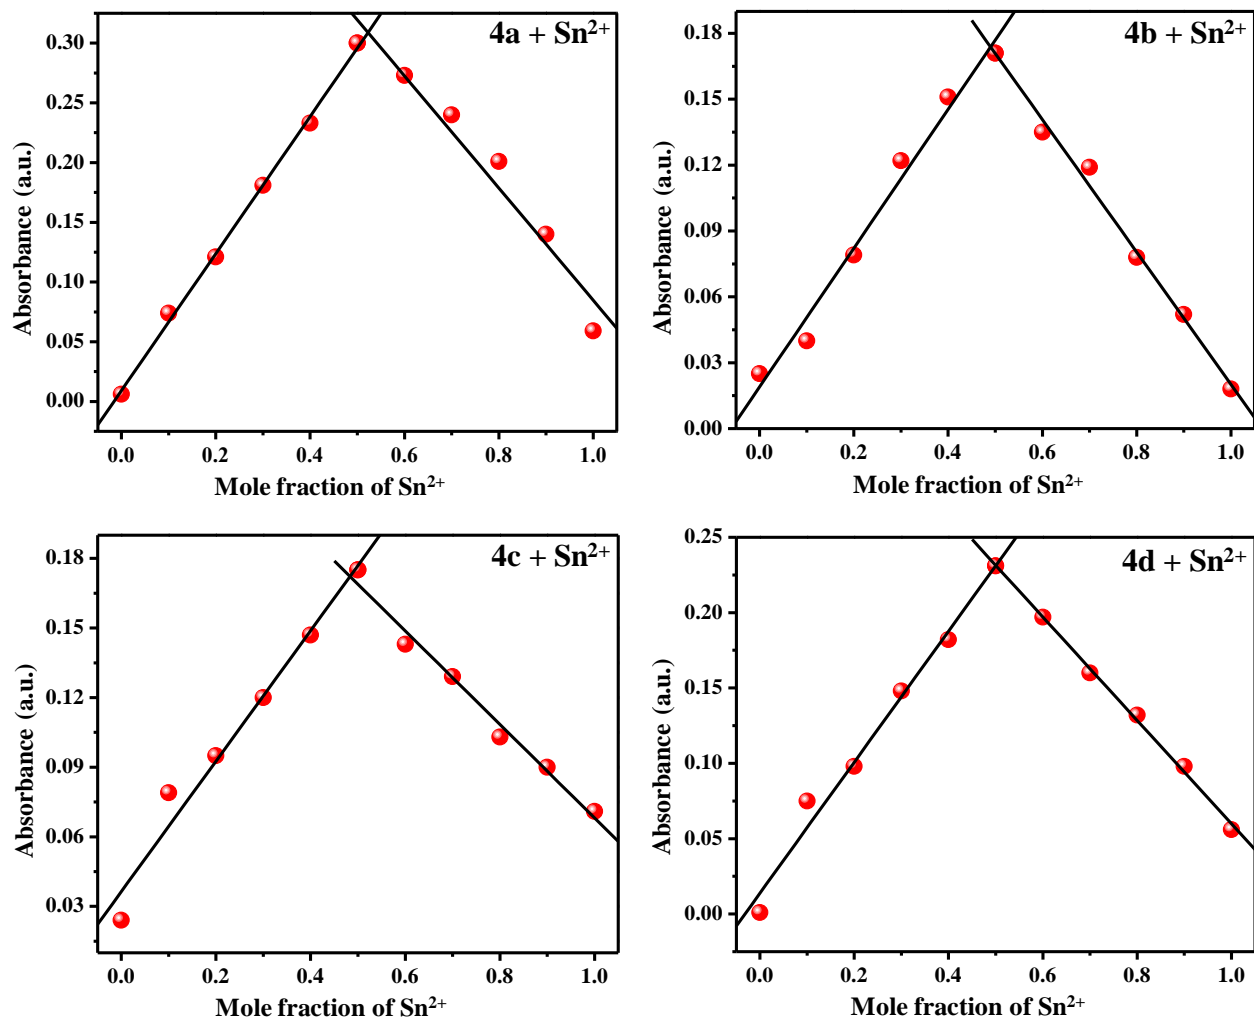 4a + Sn²⁺
0.30
0.25
0.20
0.15
0.10
0.05
0.00
Absorbance (a.u.)
0.0 0.2 0.4 0.6 0.8 1.0
Mole fraction of Sn²⁺
4b + Sn²⁺
0.18
0.15
0.12
0.09
0.06
0.03
0.00
Absorbance (a.u.)
0.0 0.2 0.4 0.6 0.8 1.0
Mole fraction of Sn²⁺
4c + Sn²⁺
0.18
0.15
0.12
0.09
0.06
0.03
Absorbance (a.u.)
0.0 0.2 0.4 0.6 0.8 1.0
Mole fraction of Sn²⁺
4d + Sn²⁺
0.25
0.20
0.15
0.10
0.05
0.00
Absorbance (a.u.)
0.0 0.2 0.4 0.6 0.8 1.0
Mole fraction of Sn²⁺